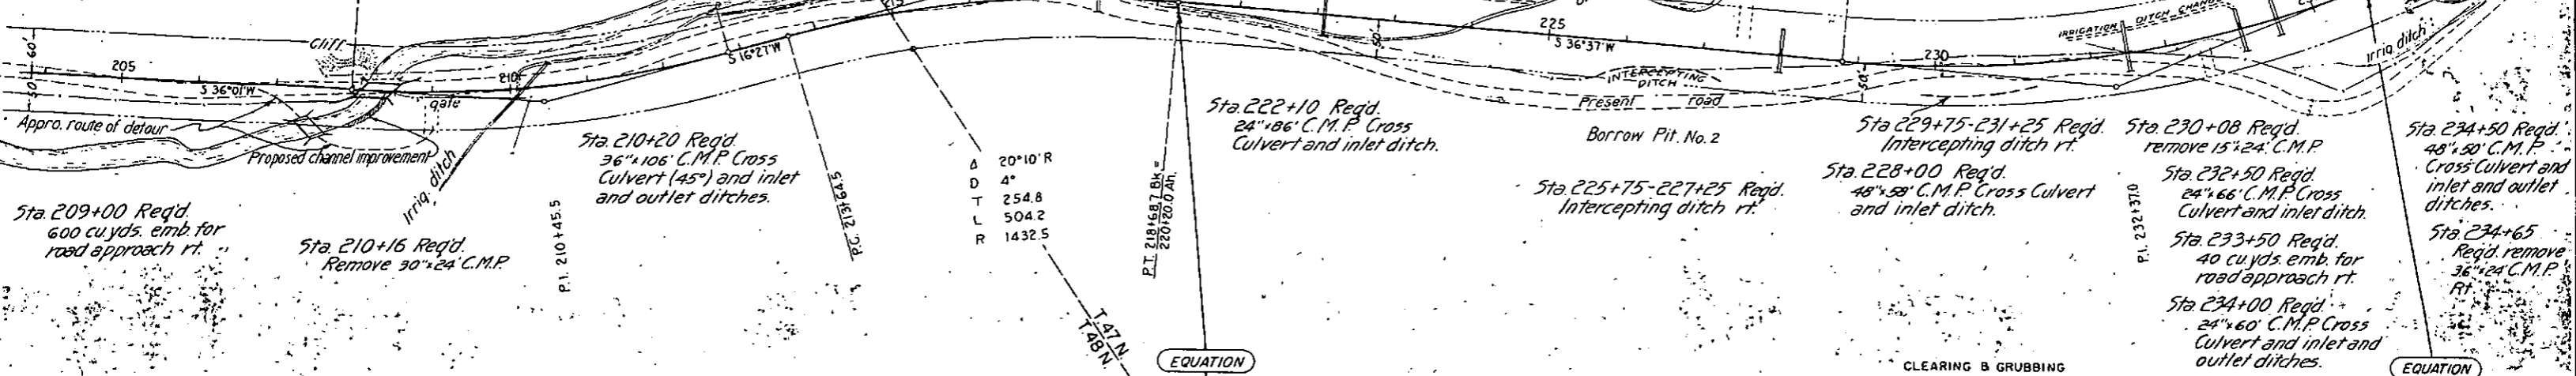 60'
50'
205
S 36°01'W
Cliff
Appro. route of detour
Proposed channel improvement
gate
210
Irrig. ditch
S 16°27'W
215
Sta. 209+00 Req'd.
600 cu.yds. emb. for
road approach rt.
Sta. 210+16 Req'd.
Remove 30"x24' C.M.P.
P.I. 210+45.5
Sta. 210+20 Req'd.
36"x106' C.M.P. Cross
Culvert (45°) and inlet
and outlet ditches.
P.C. 213+64.5
Δ 20°10'R
D 4°
T 254.8
L 504.2
R 1432.5
T 47 N.
T 48 N.
P.T. 218+68.7 Bk.=
220+20.0 Ah.
EQUATION
Sta. 222+10 Req'd.
24"x86' C.M.P. Cross
Culvert and inlet ditch.
225
S 36°37'W
INTERCEPTING
DITCH
Present road
Borrow Pit. No. 2
Sta. 225+75-227+25 Req'd.
Intercepting ditch rt.
50'
230
IRRIGATION DITCH CHANGE
Irrig. ditch
Sta. 229+75-231+25 Req'd.
Intercepting ditch rt.
Sta. 228+00 Req'd.
48"x58' C.M.P. Cross Culvert
and inlet ditch.
CLEARING & GRUBBING
P.I. 232+37.0
Sta. 230+08 Req'd.
remove 15"x24' C.M.P.
Sta. 232+50 Req'd.
24"x66' C.M.P. Cross
Culvert and inlet ditch.
Sta. 233+50 Req'd.
40 cu.yds. emb. for
road approach rt.
Sta. 234+00 Req'd.
24"x60' C.M.P. Cross
Culvert and inlet and
outlet ditches.
Sta. 234+50 Req'd.
48"x50' C.M.P.
Cross Culvert and
inlet and outlet
ditches.
Sta. 234+65
Req'd. remove
36"x24' C.M.P.
Rt.
EQUATION